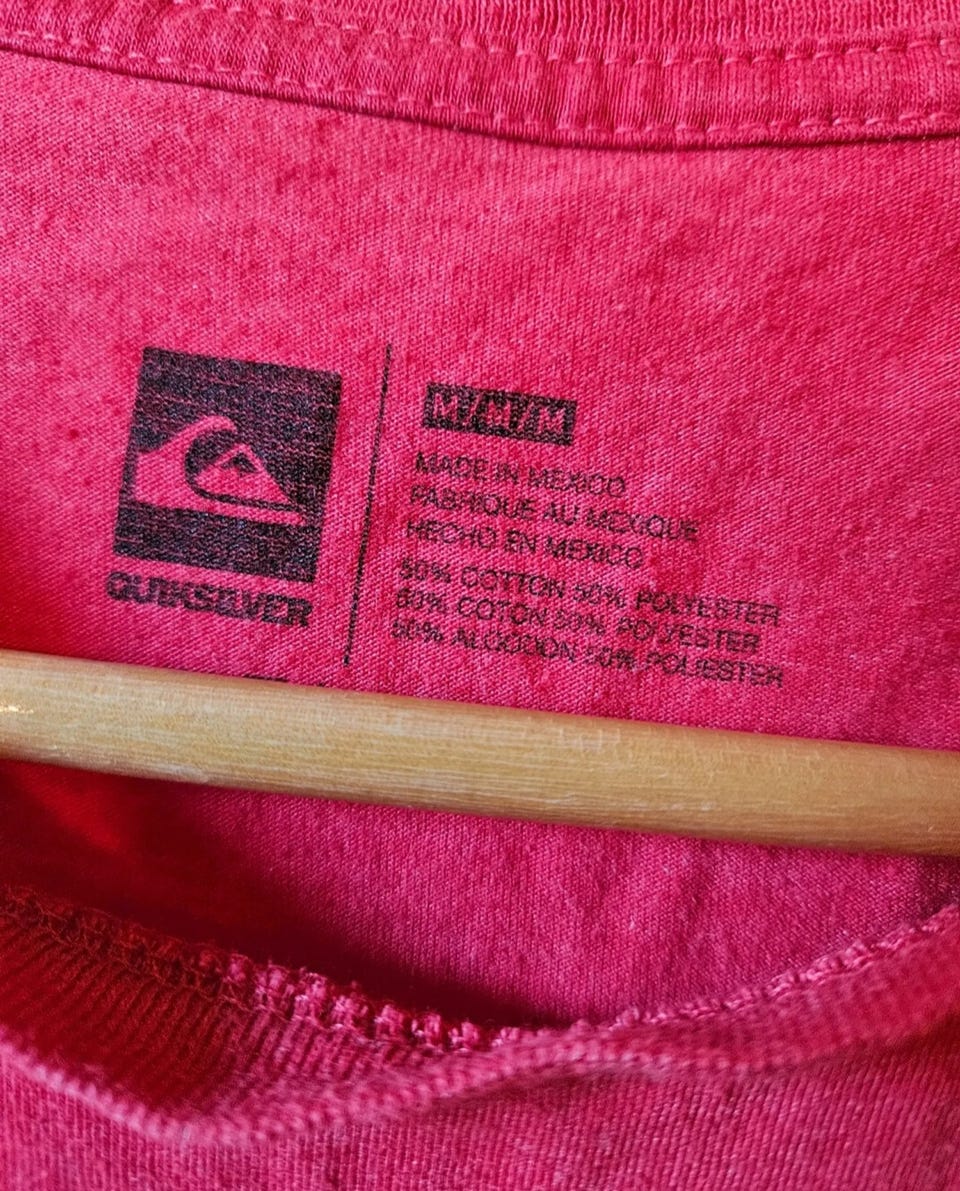 QUIKSILVER
M/M/M
MADE IN MEXICO
FABRIQUE AU MEXIQUE
HECHO EN MEXICO
50% COTTON 50% POLYESTER
50% COTON 50% POLYESTER
50% ALGODON 50% POLIESTER